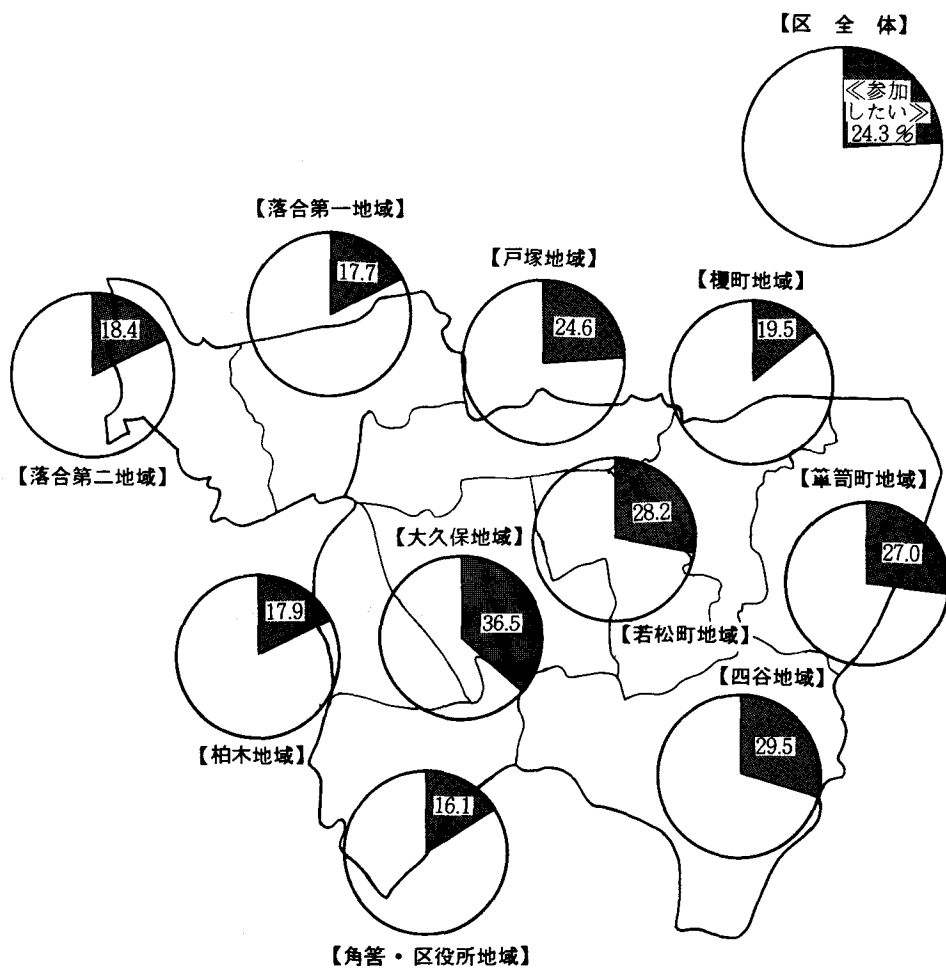 【区 全 体】
≪参加
したい≫
24.3%
【落合第一地域】
17.7
【戸塚地域】
24.6
【榎町地域】
19.5
18.4
【落合第二地域】
【簞笥町地域】
27.0
【大久保地域】
36.5
28.2
【若松町地域】
17.9
【柏木地域】
【四谷地域】
29.5
16.1
【角筈・区役所地域】